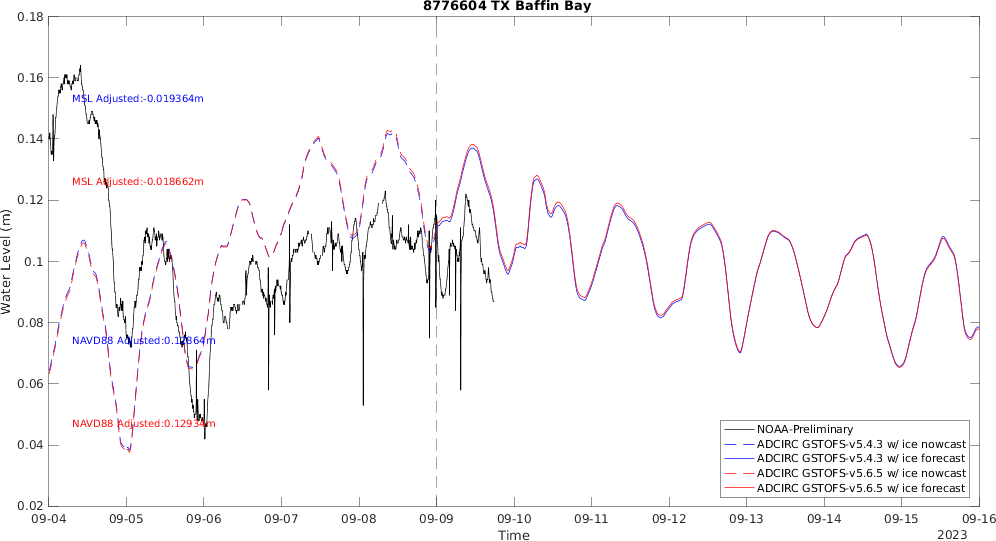 8776604 TX Baffin Bay
0.18
0.16
0.14
0.12
0.1
0.08
0.06
0.04
0.02
Water Level (m)
MSL Adjusted:-0.019364m
MSL Adjusted:-0.018662m
NAVD88 Adjusted:0.12864m
NAVD88 Adjusted:0.12934m
NOAA-Preliminary
ADCIRC GSTOFS-v5.4.3 w/ ice nowcast
ADCIRC GSTOFS-v5.4.3 w/ ice forecast
ADCIRC GSTOFS-v5.6.5 w/ ice nowcast
ADCIRC GSTOFS-v5.6.5 w/ ice forecast
09-04 09-05 09-06 09-07 09-08 09-09 09-10 09-11 09-12 09-13 09-14 09-15 09-16
Time
2023